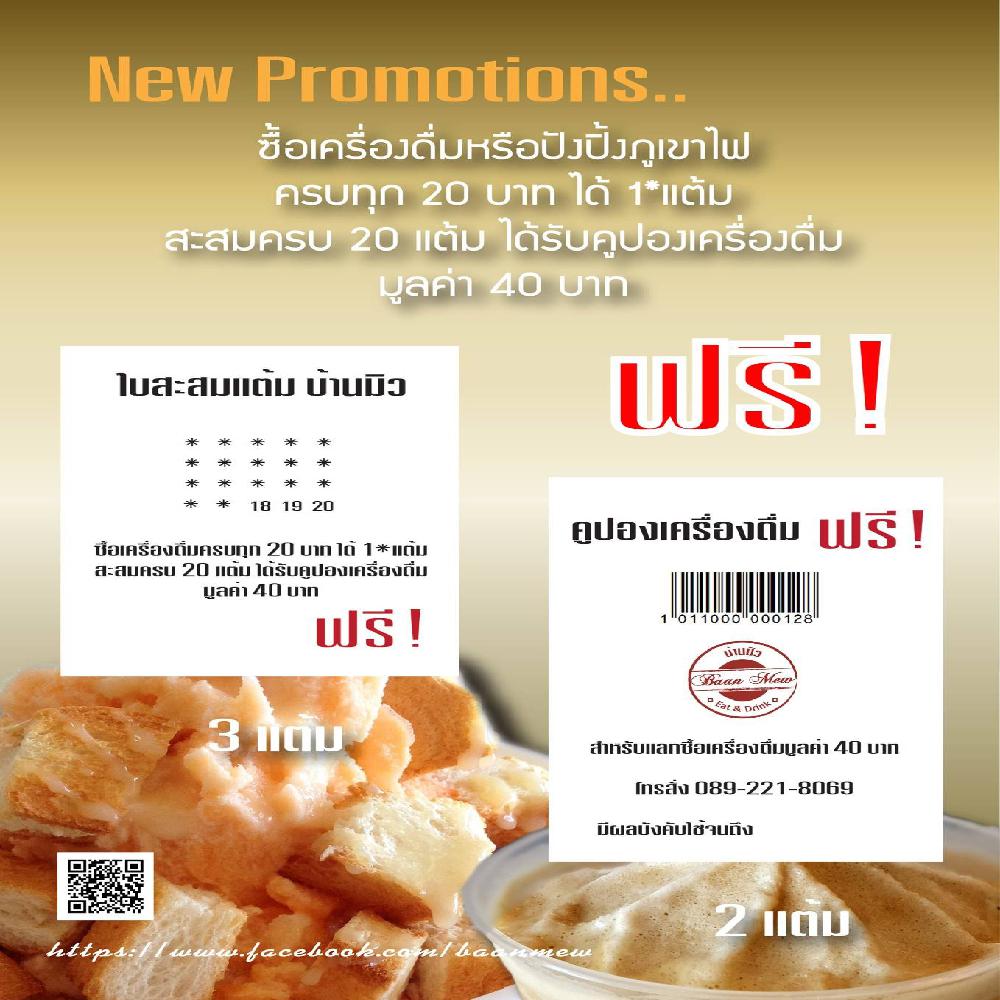 New Promotions..
ซื้อเครื่องดื่มหรือปังปิ้งภูเขาไฟ
ครบทุก 20 บาท ได้ 1*แต้ม
สะสมครบ 20 แต้ม ได้รับคูปองเครื่องดื่ม
มูลค่า 40 บาท
ฟรี !
ใบสะสมแต้ม บ้านมิว
* * * * *
* * * * *
* * * * *
* * 18 19 20
ซื้อเครื่องดื่มครบทุก 20 บาท ได้ 1*แต้ม
สะสมครบ 20 แต้ม ได้รับคูปองเครื่องดื่ม
มูลค่า 40 บาท
ฟรี !
คูปองเครื่องดื่ม ฟรี !
1 011000 000128
บ้านมิว
Baan Mew
Eat & Drink
สำหรับแลกซื้อเครื่องดื่มมูลค่า 40 บาท
โทรสั่ง 089-221-8069
มีผลบังคับใช้จนถึง
3 แต้ม
2 แต้ม
https://www.facebook.com/baanmew